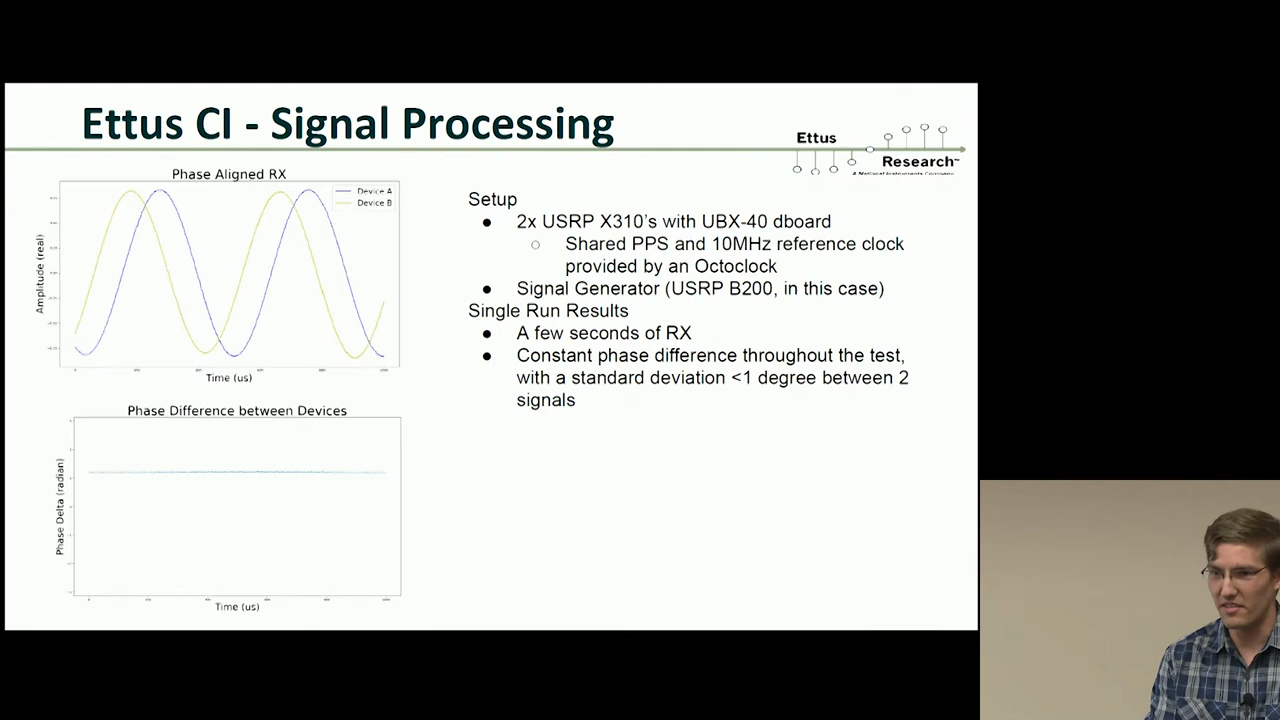 Ettus CI - Signal Processing
Ettus
Research
A National Instruments Company
Phase Aligned RX
Device A
Device B
Amplitude (real)
Time (us)
Phase Difference between Devices
Phase Delta (radian)
Time (us)
Setup
● 2x USRP X310's with UBX-40 dboard
○ Shared PPS and 10MHz reference clock
provided by an Octoclock
● Signal Generator (USRP B200, in this case)
Single Run Results
● A few seconds of RX
● Constant phase difference throughout the test,
with a standard deviation <1 degree between 2
signals